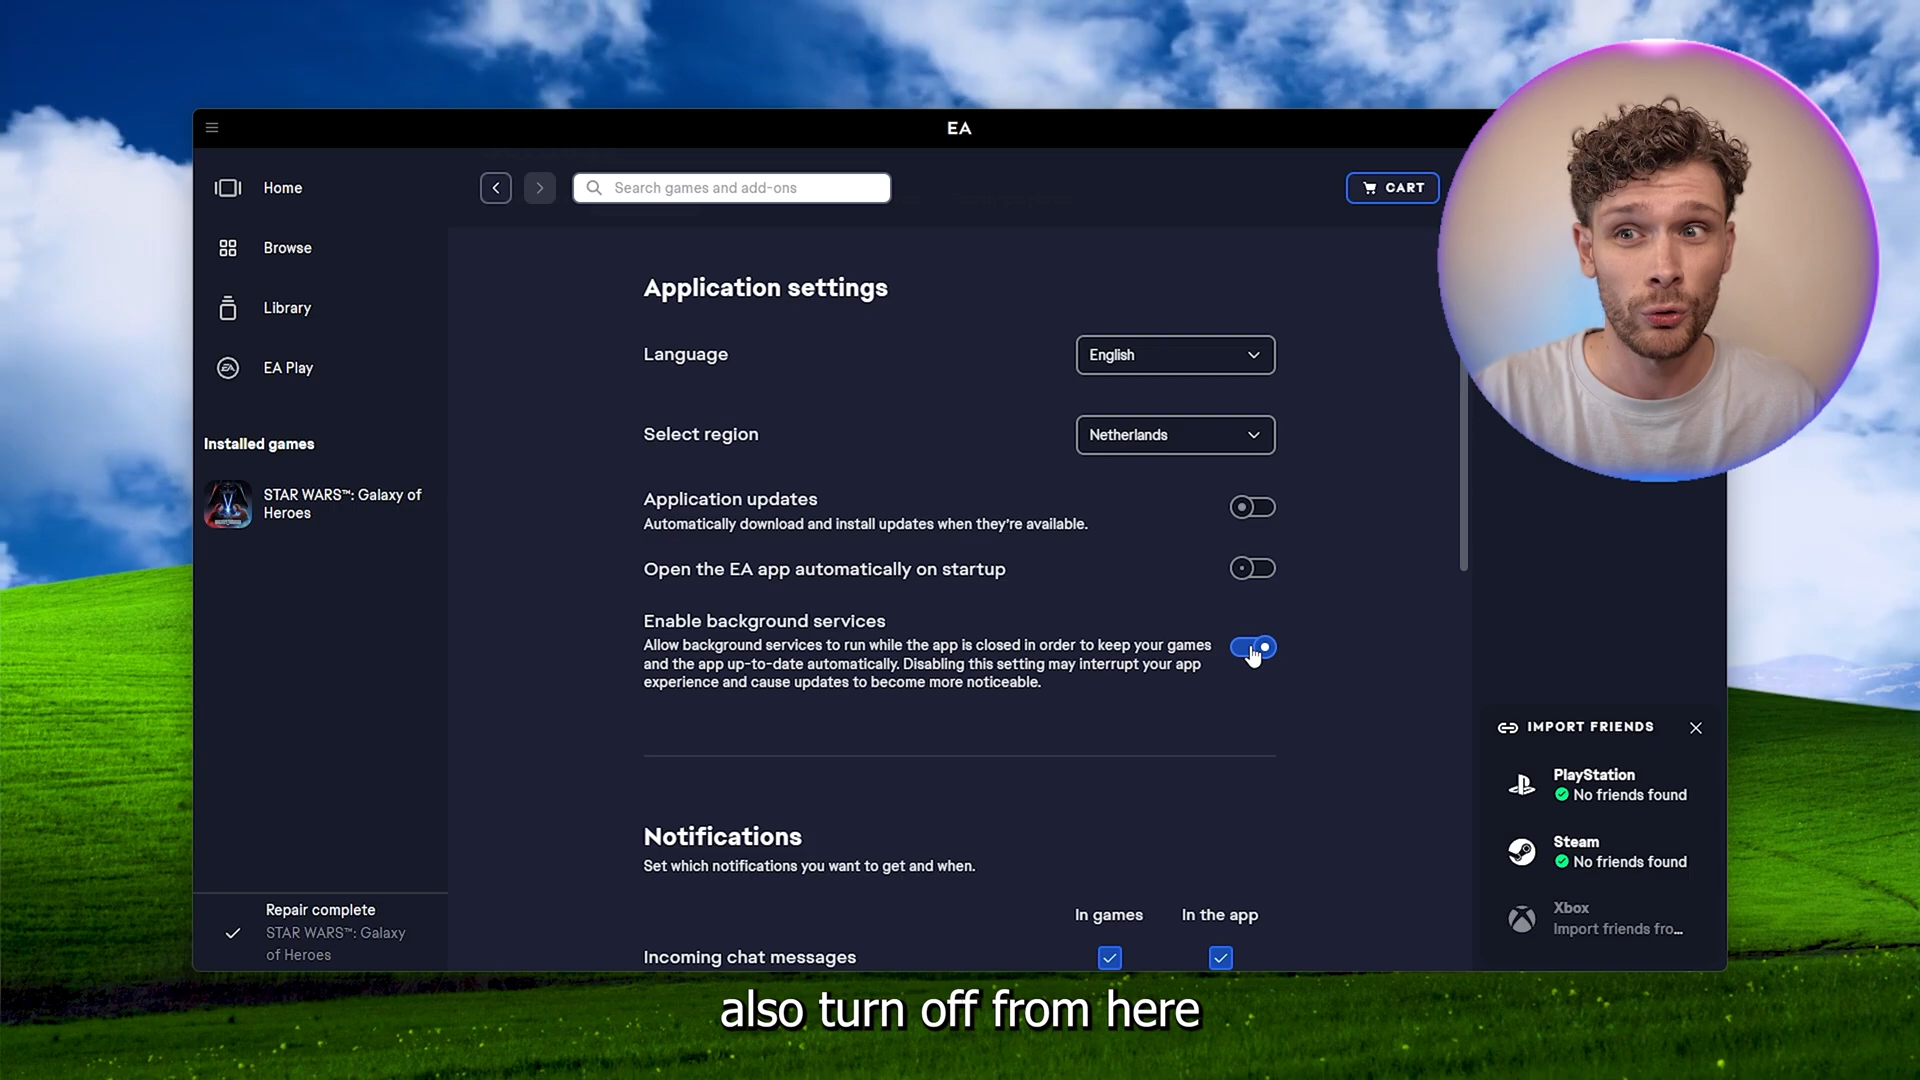 EA
Home
Browse
Library
EA Play
Installed games
STAR WARS™: Galaxy of
Heroes
Repair complete
STAR WARS™: Galaxy
of Heroes
Search games and add-ons
CART
Application settings
Language
English
Select region
Netherlands
Application updates
Automatically download and install updates when they're available.
Open the EA app automatically on startup
Enable background services
Allow background services to run while the app is closed in order to keep your games
and the app up-to-date automatically. Disabling this setting may interrupt your app
experience and cause updates to become more noticeable.
Notifications
Set which notifications you want to get and when.
In games
In the app
Incoming chat messages
IMPORT FRIENDS
PlayStation
No friends found
Steam
No friends found
Xbox
Import friends fro...
also turn off from here